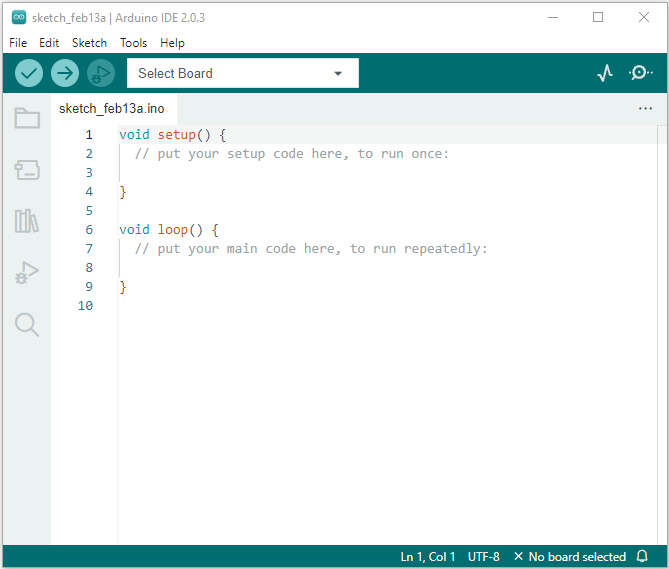 sketch_feb13a | Arduino IDE 2.0.3
File Edit Sketch Tools Help
Select Board
sketch_feb13a.ino
1 void setup() {
2 // put your setup code here, to run once:
3
4 }
5
6 void loop() {
7 // put your main code here, to run repeatedly:
8
9 }
10
Ln 1, Col 1 UTF-8 No board selected